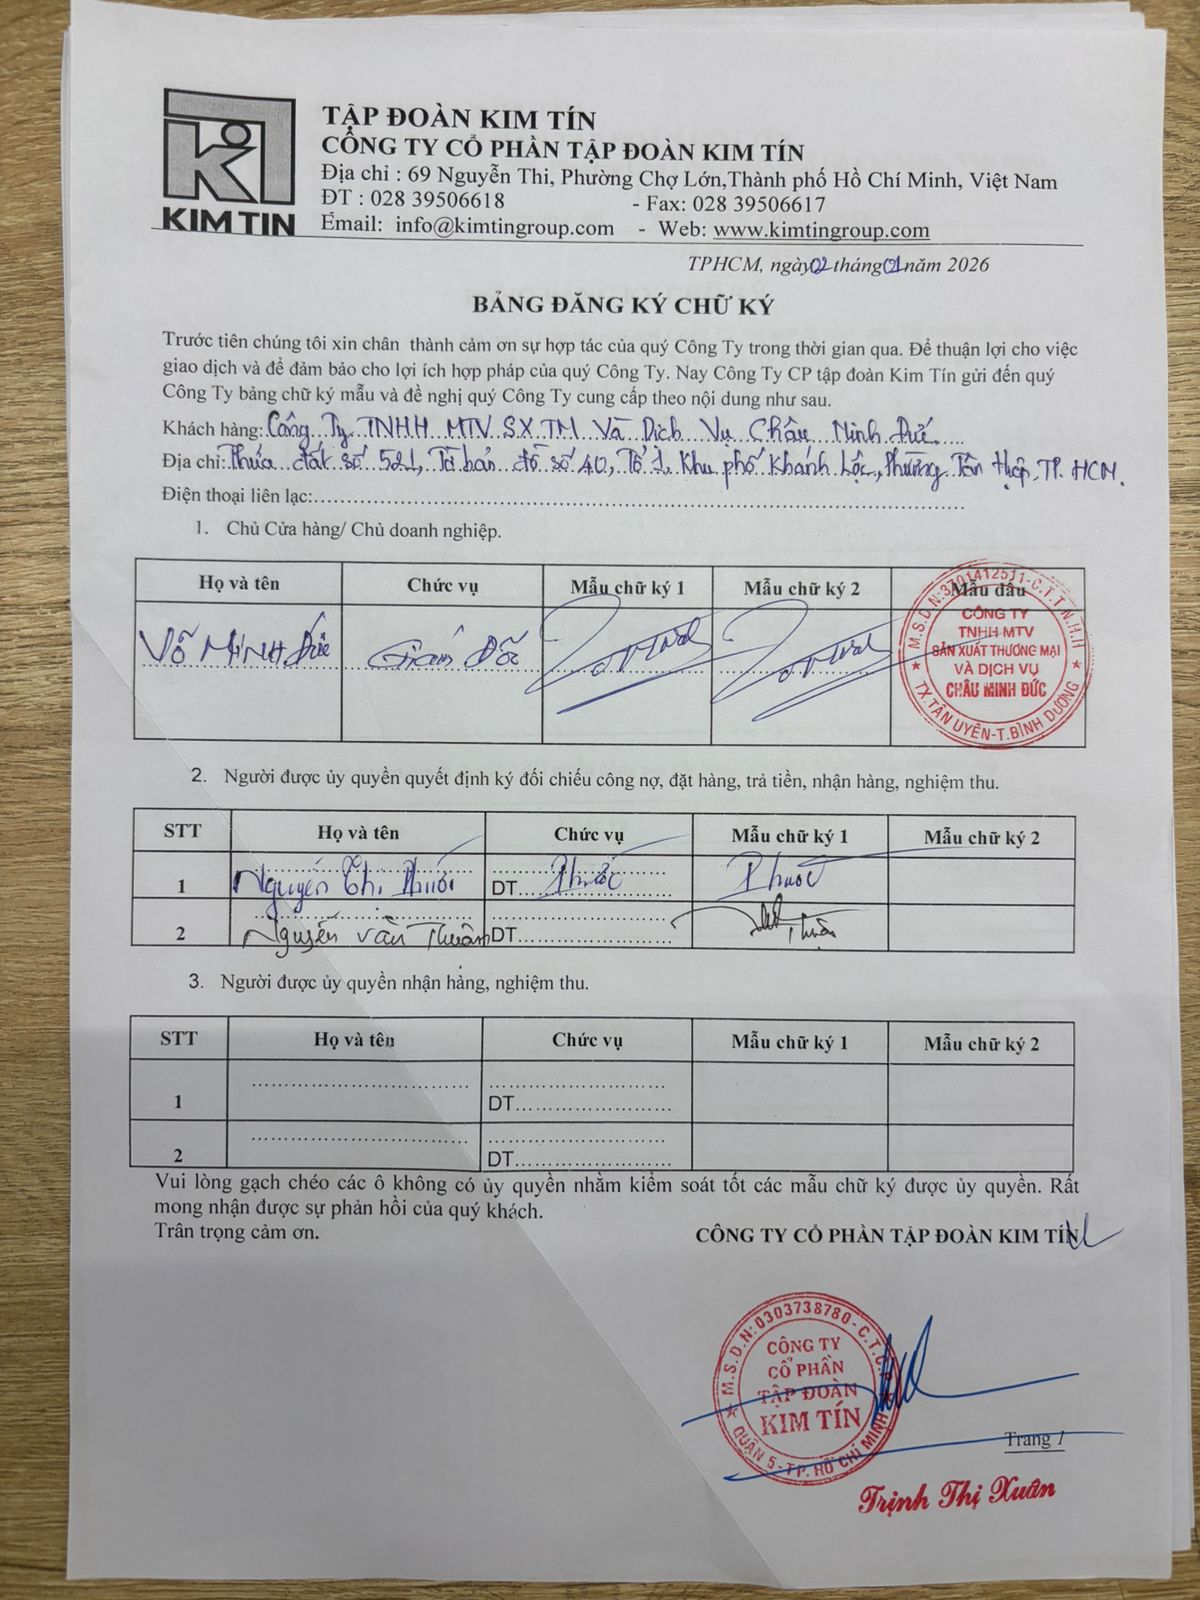 TẬP ĐOÀN KIM TÍN
CÔNG TY CỔ PHẦN TẬP ĐOÀN KIM TÍN
Địa chỉ : 69 Nguyễn Thi, Phường Chợ Lớn,Thành phố Hồ Chí Minh, Việt Nam
ĐT : 028 39506618 - Fax: 028 39506617
KIM TIN
Email: info@kimtingroup.com - Web: www.kimtingroup.com
TPHCM, ngày 02 tháng 01 năm 2026
BẢNG ĐĂNG KÝ CHỮ KÝ
Trước tiên chúng tôi xin chân thành cảm ơn sự hợp tác của quý Công Ty trong thời gian qua. Để thuận lợi cho việc
giao dịch và để đảm bảo cho lợi ích hợp pháp của quý Công Ty. Nay Công Ty CP tập đoàn Kim Tín gửi đến quý
Công Ty bảng chữ ký mẫu và đề nghị quý Công Ty cung cấp theo nội dung như sau.
Khách hàng: Công Ty TNHH MTV SX TM Và Dịch Vụ Châu Minh Đức
Địa chỉ: Thửa đất số 521, Tờ bản đồ số 40, Tổ 1, Khu phố Khánh Lộc, Phường Tân Hiệp, TP. HCM.
Điện thoại liên lạc:
1. Chủ Cửa hàng/ Chủ doanh nghiệp.
Họ và tên Chức vụ Mẫu chữ ký 1 Mẫu chữ ký 2 Mẫu dấu
Võ Minh Đức Giám Đốc
M.S.D.N:3701412511-C.T.T.N.H.H
CÔNG TY
TNHH MTV
SẢN XUẤT THƯƠNG MẠI
VÀ DỊCH VỤ
CHÂU MINH ĐỨC
TX.TÂN UYÊN-T.BÌNH DƯƠNG
2. Người được ủy quyền quyết định ký đối chiếu công nợ, đặt hàng, trả tiền, nhận hàng, nghiệm thu.
STT Họ và tên Chức vụ Mẫu chữ ký 1 Mẫu chữ ký 2
1 Nguyễn Thị Phước DT Phước Phước
2 Nguyễn Văn Thuận DT Thuận
3. Người được ủy quyền nhận hàng, nghiệm thu.
STT Họ và tên Chức vụ Mẫu chữ ký 1 Mẫu chữ ký 2
1 DT
2 DT
Vui lòng gạch chéo các ô không có ủy quyền nhằm kiểm soát tốt các mẫu chữ ký được ủy quyền. Rất
mong nhận được sự phản hồi của quý khách.
Trân trọng cảm ơn.
CÔNG TY CỔ PHẦN TẬP ĐOÀN KIM TÍN
M.S.D.N:0303738780-C.T.C.P
CÔNG TY
CỔ PHẦN
TẬP ĐOÀN
KIM TÍN
QUẬN 5-TP. HỒ CHÍ MINH
Trang 1
Trịnh Thị Xuân